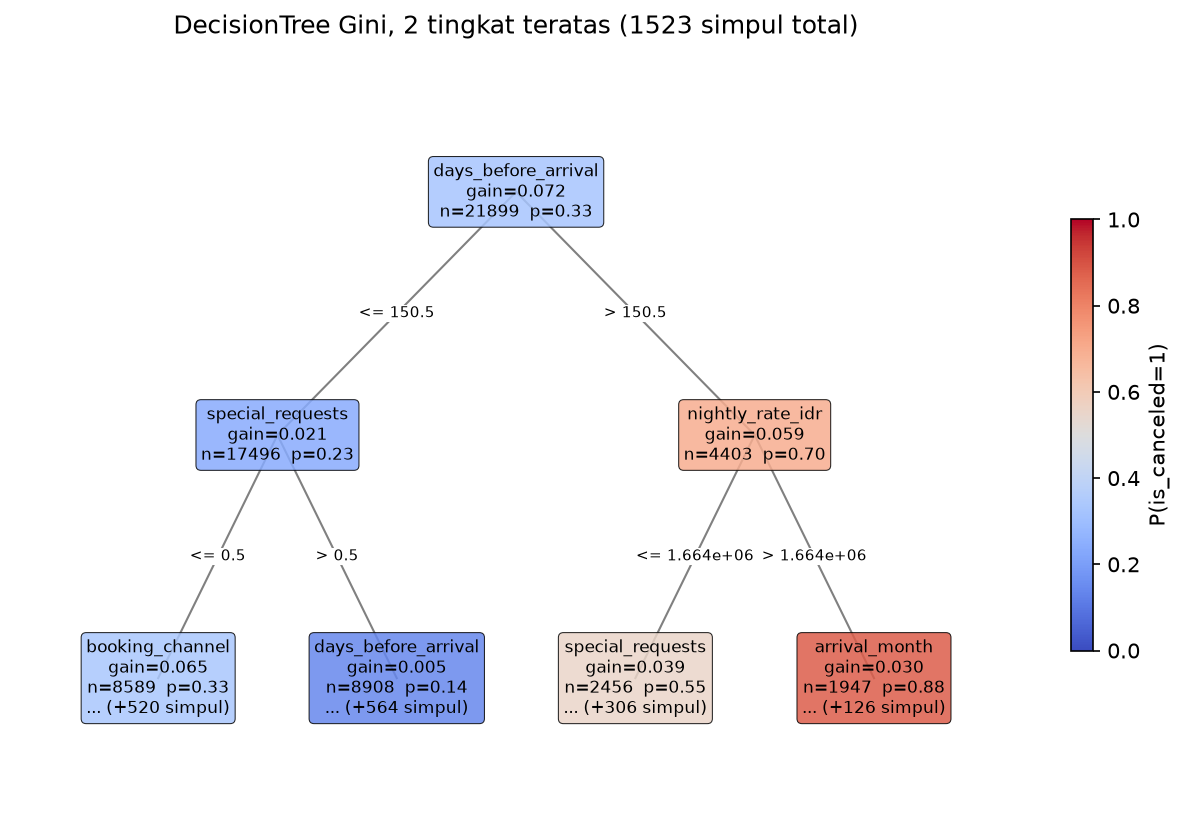 DecisionTree Gini, 2 tingkat teratas (1523 simpul total)
days_before_arrival
gain=0.072
n=21899 p=0.33
<= 150.5
> 150.5
special_requests
gain=0.021
n=17496 p=0.23
nightly_rate_idr
gain=0.059
n=4403 p=0.70
<= 0.5
> 0.5
<= 1.664e+06
> 1.664e+06
booking_channel
gain=0.065
n=8589 p=0.33
... (+520 simpul)
days_before_arrival
gain=0.005
n=8908 p=0.14
... (+564 simpul)
special_requests
gain=0.039
n=2456 p=0.55
... (+306 simpul)
arrival_month
gain=0.030
n=1947 p=0.88
... (+126 simpul)
1.0
0.8
0.6
0.4
0.2
0.0
P(is_canceled=1)